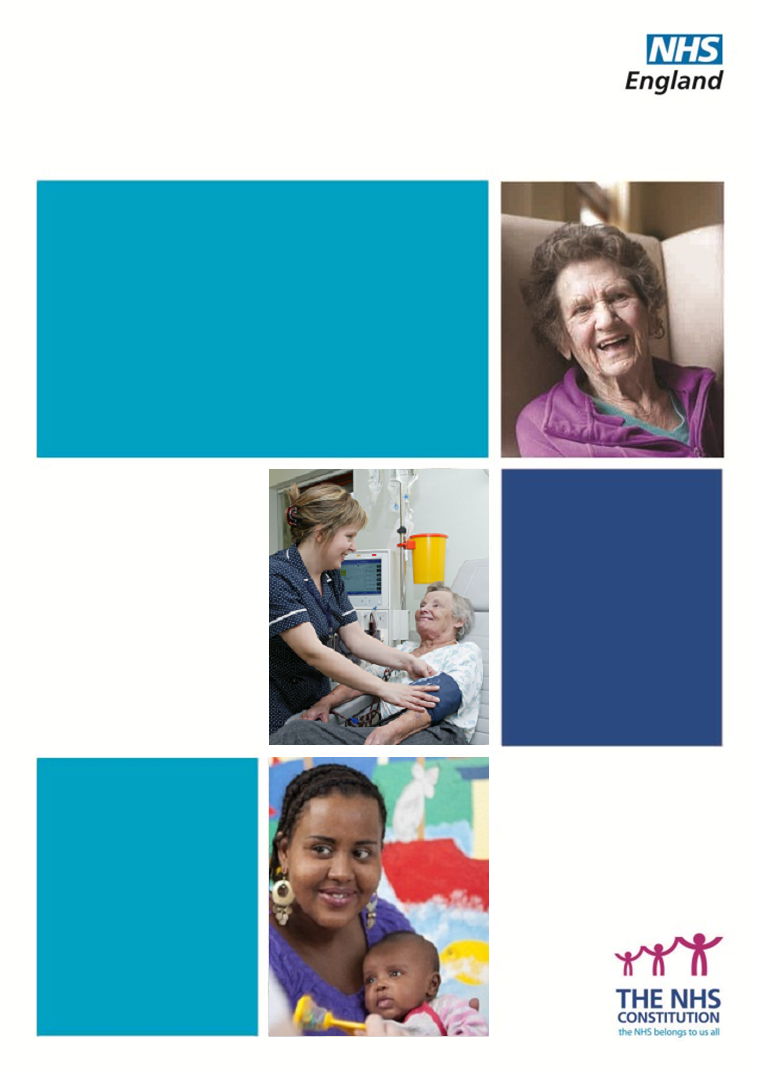 NHS
England
THE NHS
CONSTITUTION
the NHS belongs to us all